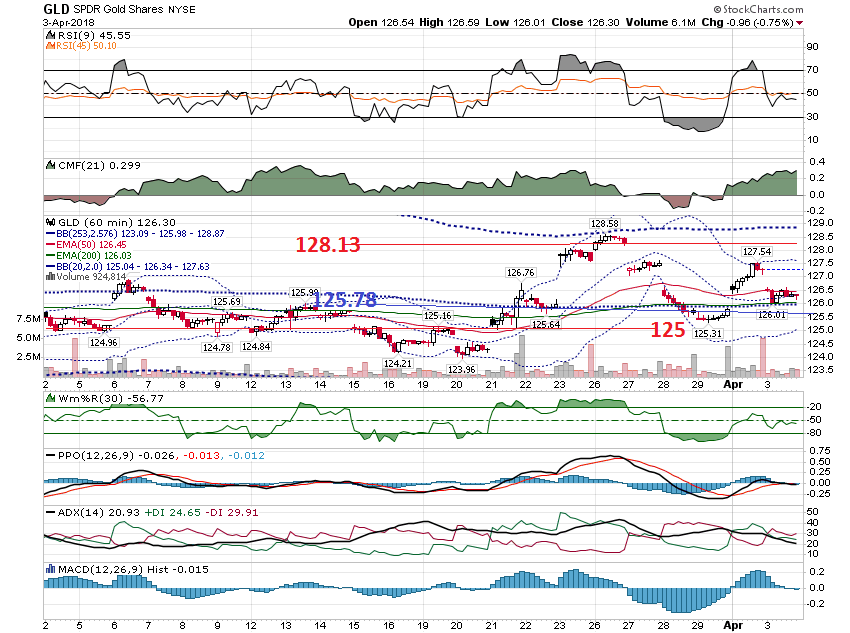 GLD SPDR Gold Shares NYSE © StockCharts.com
3-Apr-2018 Open 126.54 High 126.59 Low 126.01 Close 126.30 Volume 6.1M Chg -0.96 (-0.75%)
RSI(9) 45.55
RSI(45) 50.10
90
70
50
30
10
CMF(21) 0.299
0.4
0.2
0.0
-0.2
GLD (60 min) 126.30
BB(253,2.576) 123.09 - 125.98 - 128.87
EMA(50) 126.45
EMA(200) 126.03
BB(20,2.0) 125.04 - 126.34 - 127.63
Volume 924,814
128.13
125.78
125
128.58
127.54
126.76
125.99
125.69
125.16
125.64
126.01
125.31
124.96
124.78
124.84
124.21
123.96
129.0
128.5
128.0
127.5
127.0
126.5
126.0
125.5
125.0
124.5
124.0
123.5
7.5M
5.0M
2.5M
2 5 6 7 8 9 12 13 14 15 16 19 20 21 22 23 26 27 28 29 Apr 3
Wm%R(30) -56.77
-20
-50
-80
PPO(12,26,9) -0.026, -0.013, -0.012
0.75
0.50
0.25
0.00
-0.25
ADX(14) 20.93 +DI 24.65 -DI 29.91
50
40
30
20
10
MACD(12,26,9) Hist -0.015
0.2
0.0
-0.2
2 5 6 7 8 9 12 13 14 15 16 19 20 21 22 23 26 27 28 29 Apr 3